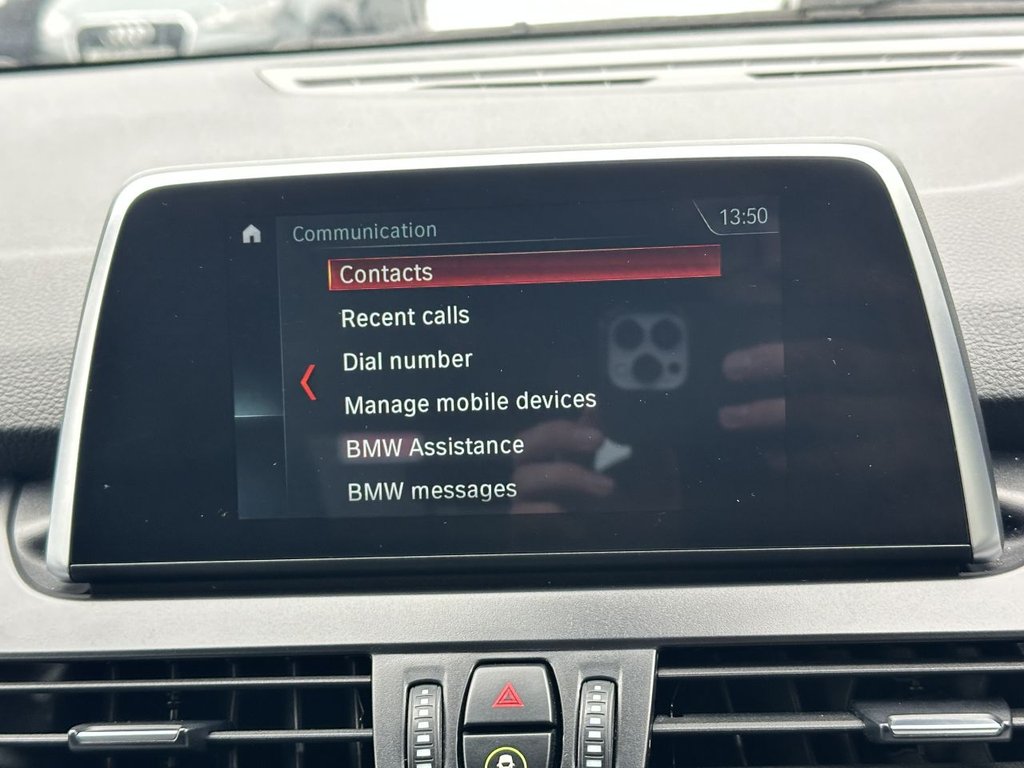 Communication
13:50
Contacts
Recent calls
Dial number
Manage mobile devices
BMW Assistance
BMW messages